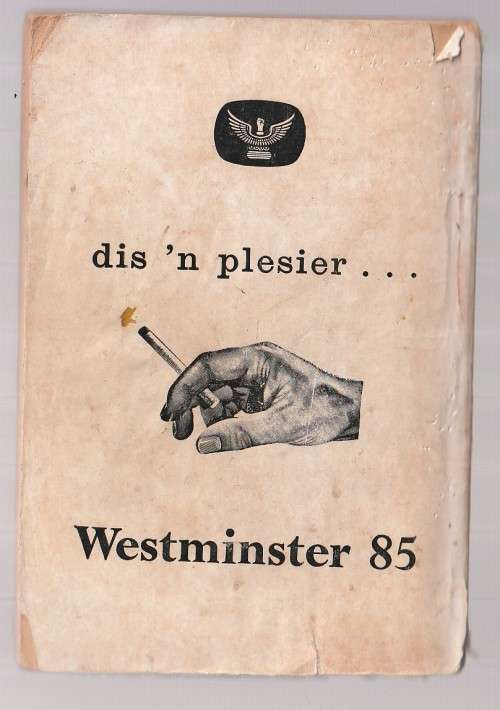 dis 'n plesier . . .
Westminster 85